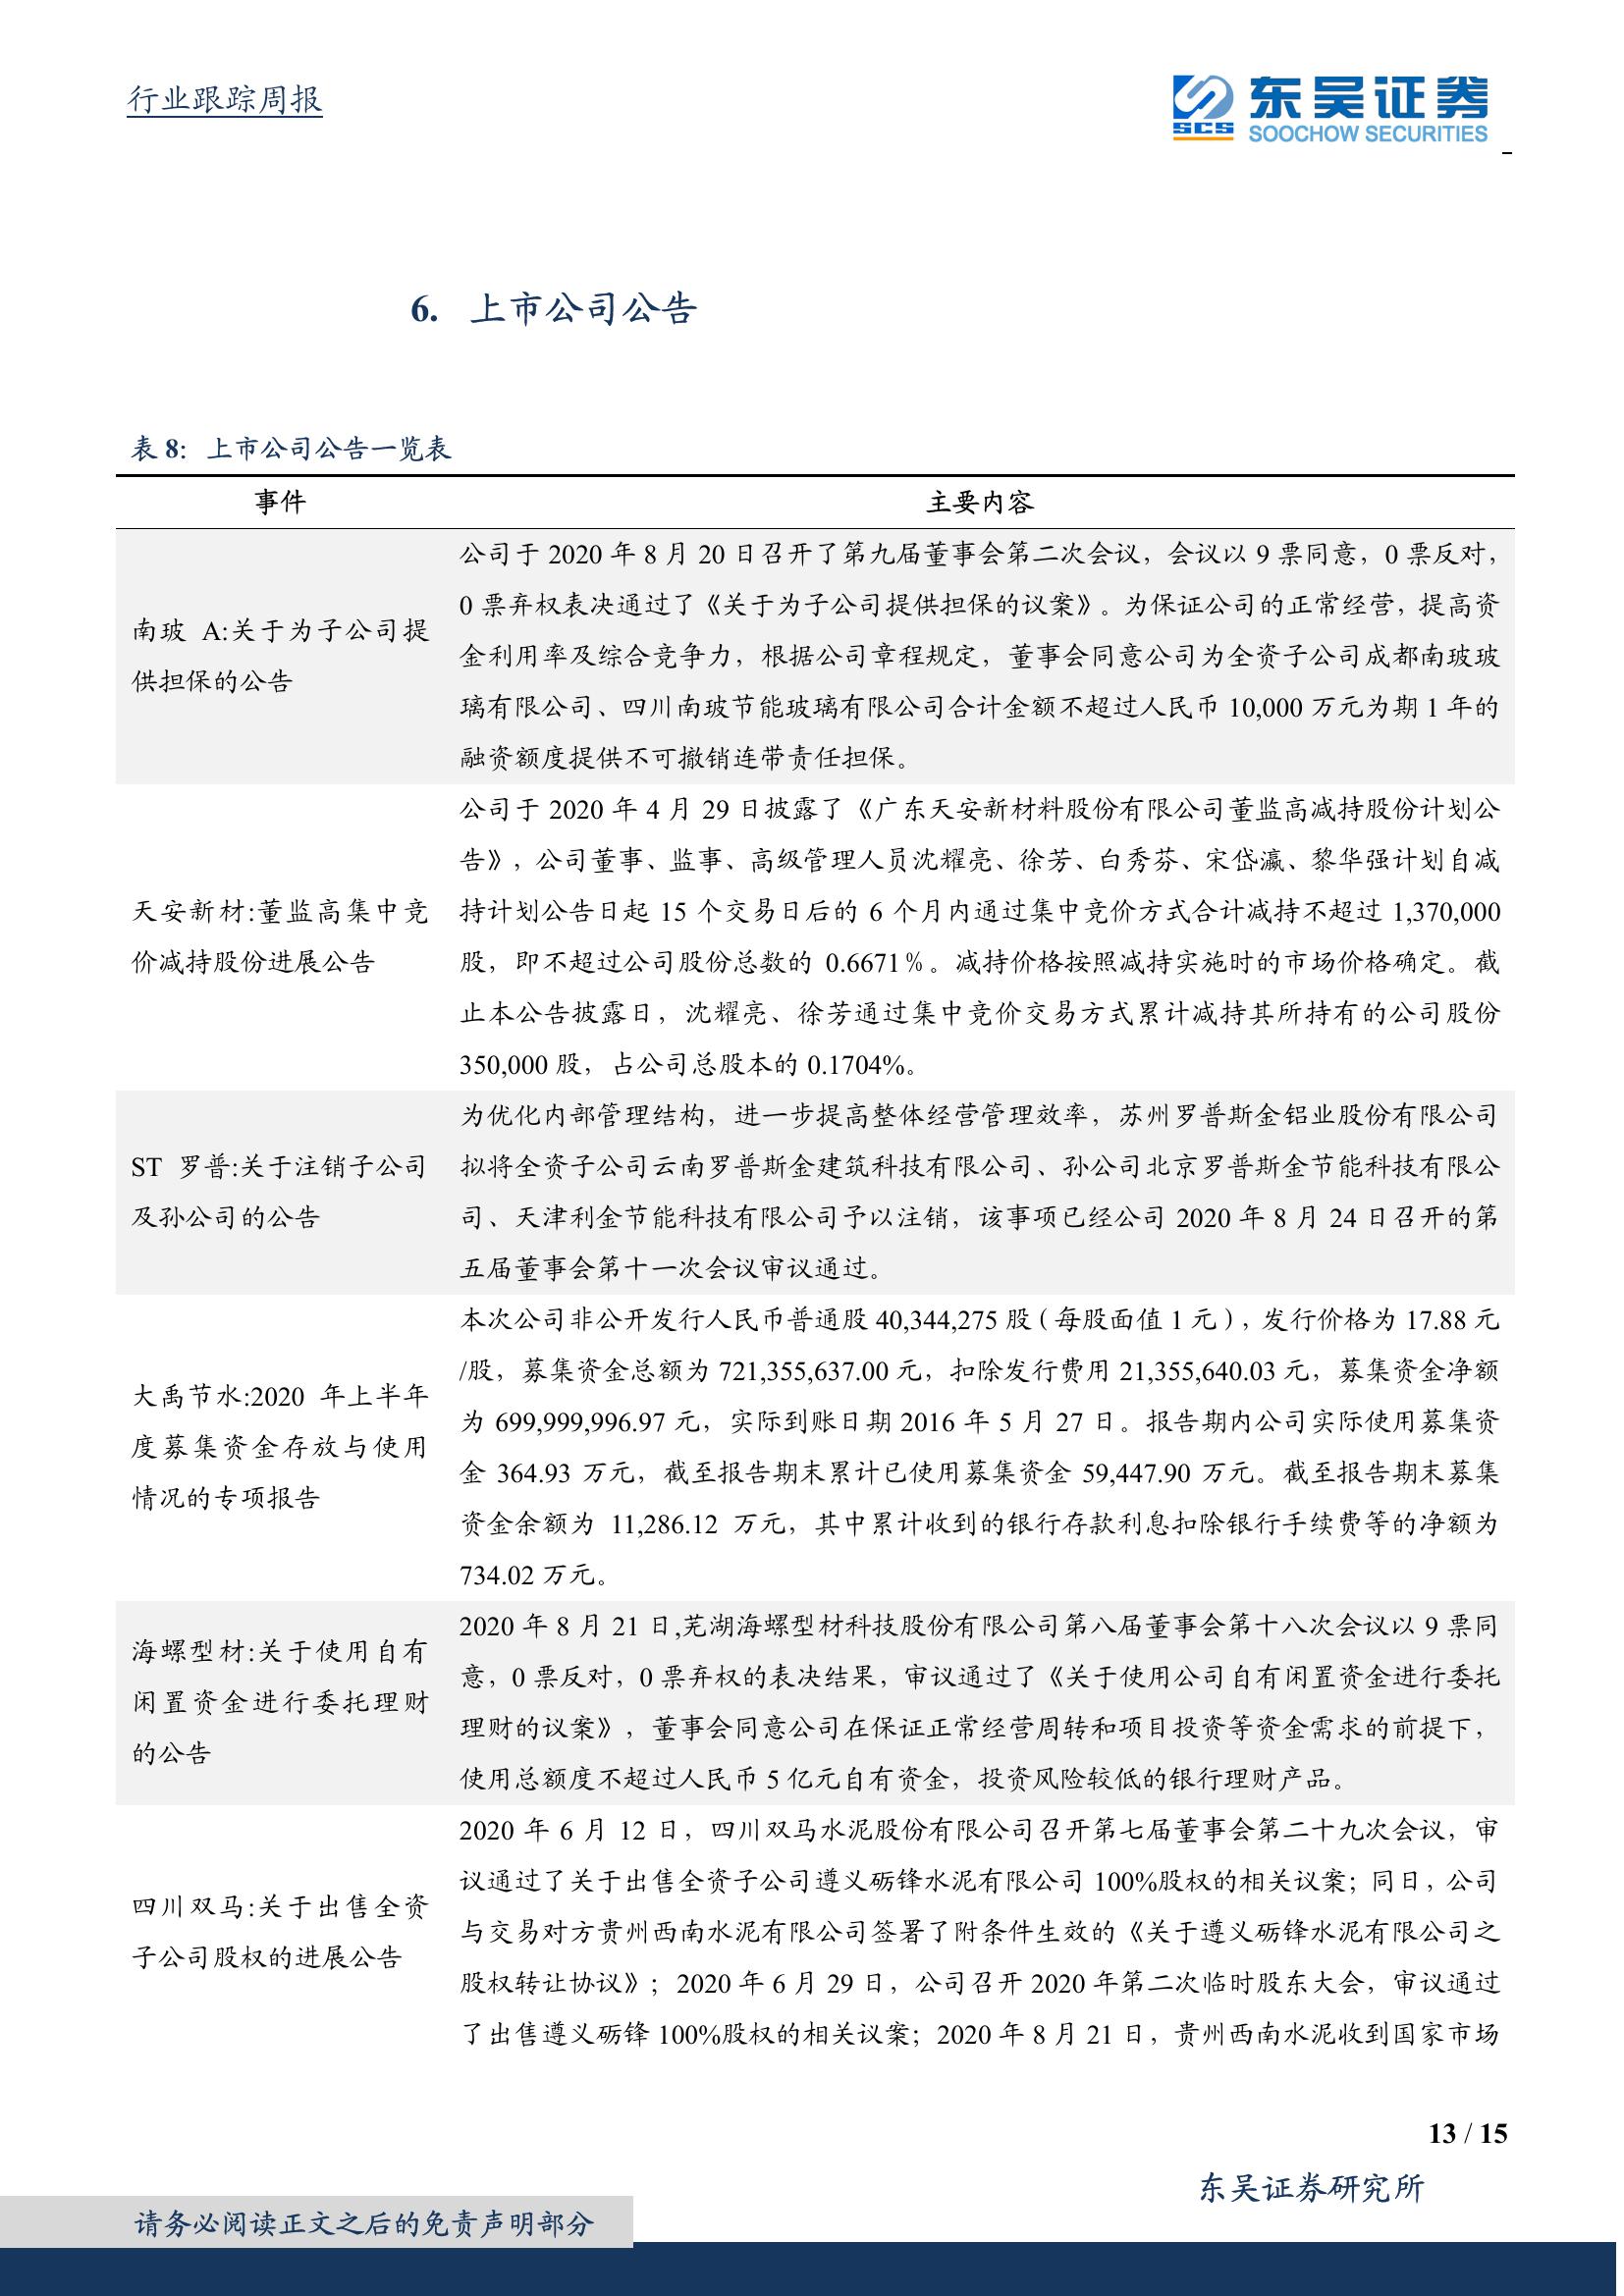 行业跟踪周报
东吴证券
SCS
SOOCHOW SECURITIES
6. 上市公司公告
表 8: 上市公司公告一览表
事件 主要内容
南玻 A:关于为子公司提
供担保的公告
公司于 2020 年 8 月 20 日召开了第九届董事会第二次会议，会议以 9 票同意，0 票反对，
0 票弃权表决通过了《关于为子公司提供担保的议案》。为保证公司的正常经营，提高资
金利用率及综合竞争力，根据公司章程规定，董事会同意公司为全资子公司成都南玻玻
璃有限公司、四川南玻节能玻璃有限公司合计金额不超过人民币 10,000 万元为期 1 年的
融资额度提供不可撤销连带责任担保。
天安新材:董监高集中竞
价减持股份进展公告
公司于 2020 年 4 月 29 日披露了《广东天安新材料股份有限公司董监高减持股份计划公
告》，公司董事、监事、高级管理人员沈耀亮、徐芳、白秀芬、宋岱瀛、黎华强计划自减
持计划公告日起 15 个交易日后的 6 个月内通过集中竞价方式合计减持不超过 1,370,000
股，即不超过公司股份总数的 0.6671％。减持价格按照减持实施时的市场价格确定。截
止本公告披露日，沈耀亮、徐芳通过集中竞价交易方式累计减持其所持有的公司股份
350,000 股，占公司总股本的 0.1704%。
ST 罗普:关于注销子公司
及孙公司的公告
为优化内部管理结构，进一步提高整体经营管理效率，苏州罗普斯金铝业股份有限公司
拟将全资子公司云南罗普斯金建筑科技有限公司、孙公司北京罗普斯金节能科技有限公
司、天津利金节能科技有限公司予以注销，该事项已经公司 2020 年 8 月 24 日召开的第
五届董事会第十一次会议审议通过。
大禹节水:2020 年上半年
度募集资金存放与使用
情况的专项报告
本次公司非公开发行人民币普通股 40,344,275 股（每股面值 1 元），发行价格为 17.88 元
/股，募集资金总额为 721,355,637.00 元，扣除发行费用 21,355,640.03 元，募集资金净额
为 699,999,996.97 元，实际到账日期 2016 年 5 月 27 日。报告期内公司实际使用募集资
金 364.93 万元，截至报告期末累计已使用募集资金 59,447.90 万元。截至报告期末募集
资金余额为 11,286.12 万元，其中累计收到的银行存款利息扣除银行手续费等的净额为
734.02 万元。
海螺型材:关于使用自有
闲置资金进行委托理财
的公告
2020 年 8 月 21 日,芜湖海螺型材科技股份有限公司第八届董事会第十八次会议以 9 票同
意，0 票反对，0 票弃权的表决结果，审议通过了《关于使用公司自有闲置资金进行委托
理财的议案》，董事会同意公司在保证正常经营周转和项目投资等资金需求的前提下，
使用总额度不超过人民币 5 亿元自有资金，投资风险较低的银行理财产品。
四川双马:关于出售全资
子公司股权的进展公告
2020 年 6 月 12 日，四川双马水泥股份有限公司召开第七届董事会第二十九次会议，审
议通过了关于出售全资子公司遵义砺锋水泥有限公司 100%股权的相关议案；同日，公司
与交易对方贵州西南水泥有限公司签署了附条件生效的《关于遵义砺锋水泥有限公司之
股权转让协议》；2020 年 6 月 29 日，公司召开 2020 年第二次临时股东大会，审议通过
了出售遵义砺锋 100%股权的相关议案；2020 年 8 月 21 日，贵州西南水泥收到国家市场
13 / 15
东吴证券研究所
请务必阅读正文之后的免责声明部分